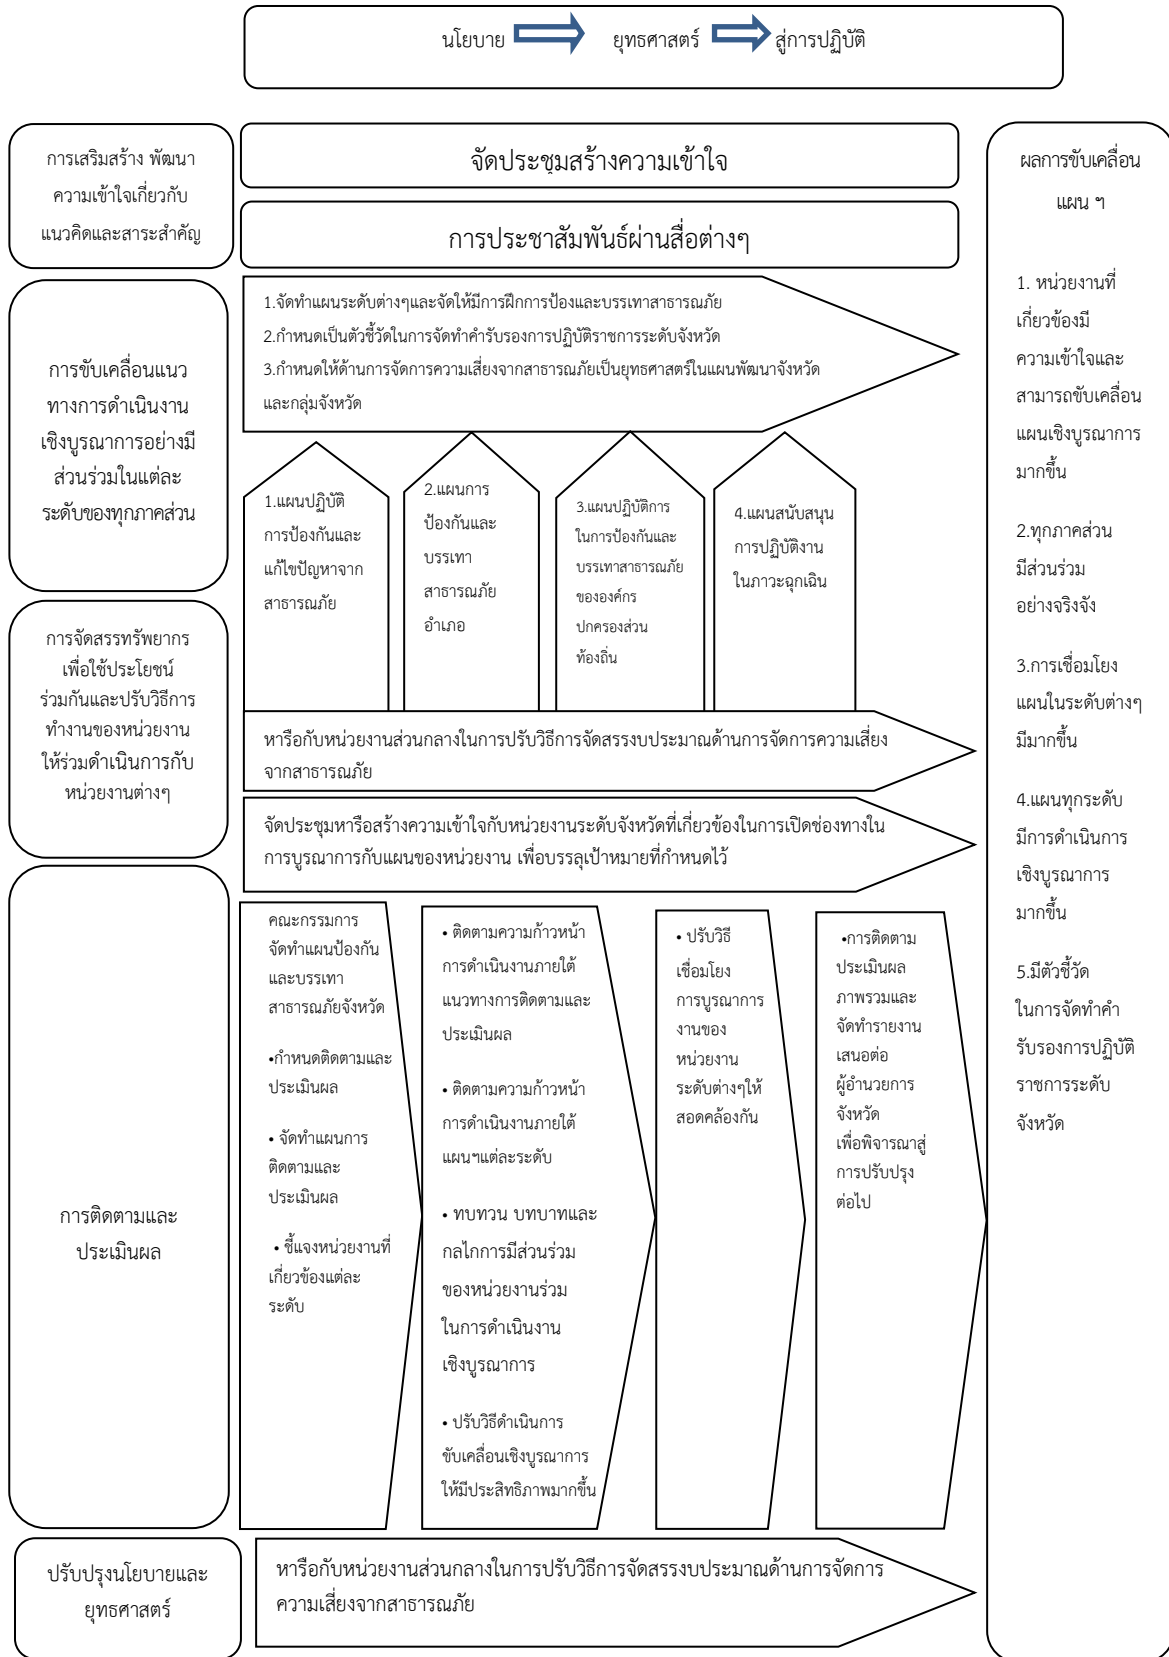 นโยบาย ยุทธศาสตร์ สู่การปฏิบัติ
การเสริมสร้าง พัฒนา
ความเข้าใจเกี่ยวกับ
แนวคิดและสาระสำคัญ
จัดประชุมสร้างความเข้าใจ
การประชาสัมพันธ์ผ่านสื่อต่างๆ
การขับเคลื่อนแนว
ทางการดำเนินงาน
เชิงบูรณาการอย่างมี
ส่วนร่วมในแต่ละ
ระดับของทุกภาคส่วน
1.จัดทำแผนระดับต่างๆและจัดให้มีการฝึกการป้องและบรรเทาสาธารณภัย
2.กำหนดเป็นตัวชี้วัดในการจัดทำคำรับรองการปฏิบัติราชการระดับจังหวัด
3.กำหนดให้ด้านการจัดการความเสี่ยงจากสาธารณภัยเป็นยุทธศาสตร์ในแผนพัฒนาจังหวัด
และกลุ่มจังหวัด
1.แผนปฏิบัติ
การป้องกันและ
แก้ไขปัญหาจาก
สาธารณภัย
2.แผนการ
ป้องกันและ
บรรเทา
สาธารณภัย
อำเภอ
3.แผนปฏิบัติการ
ในการป้องกันและ
บรรเทาสาธารณภัย
ขององค์กร
ปกครองส่วน
ท้องถิ่น
4.แผนสนับสนุน
การปฏิบัติงาน
ในภาวะฉุกเฉิน
การจัดสรรทรัพยากร
เพื่อใช้ประโยชน์
ร่วมกันและปรับวิธีการ
ทำงานของหน่วยงาน
ให้ร่วมดำเนินการกับ
หน่วยงานต่างๆ
หารือกับหน่วยงานส่วนกลางในการปรับวิธีการจัดสรรงบประมาณด้านการจัดการความเสี่ยง
จากสาธารณภัย
จัดประชุมหารือสร้างความเข้าใจกับหน่วยงานระดับจังหวัดที่เกี่ยวข้องในการเปิดช่องทางใน
การบูรณาการกับแผนของหน่วยงาน เพื่อบรรลุเป้าหมายที่กำหนดไว้
การติดตามและ
ประเมินผล
คณะกรรมการ
จัดทำแผนป้องกัน
และบรรเทา
สาธารณภัยจังหวัด
•กำหนดติดตามและ
ประเมินผล
• จัดทำแผนการ
ติดตามและ
ประเมินผล
• ชี้แจงหน่วยงานที่
เกี่ยวข้องแต่ละ
ระดับ
• ติดตามความก้าวหน้า
การดำเนินงานภายใต้
แนวทางการติดตามและ
ประเมินผล
• ติดตามความก้าวหน้า
การดำเนินงานภายใต้
แผนฯแต่ละระดับ
• ทบทวน บทบาทและ
กลไกการมีส่วนร่วม
ของหน่วยงานร่วม
ในการดำเนินงาน
เชิงบูรณาการ
• ปรับวิธีดำเนินการ
ขับเคลื่อนเชิงบูรณาการ
ให้มีประสิทธิภาพมากขึ้น
• ปรับวิธี
เชื่อมโยง
การบูรณาการ
งานของ
หน่วยงาน
ระดับต่างๆให้
สอดคล้องกัน
•การติดตาม
ประเมินผล
ภาพรวมและ
จัดทำรายงาน
เสนอต่อ
ผู้อำนวยการ
จังหวัด
เพื่อพิจารณาสู่
การปรับปรุง
ต่อไป
ปรับปรุงนโยบายและ
ยุทธศาสตร์
หารือกับหน่วยงานส่วนกลางในการปรับวิธีการจัดสรรงบประมาณด้านการจัดการ
ความเสี่ยงจากสาธารณภัย
ผลการขับเคลื่อน
แผน ฯ
1. หน่วยงานที่
เกี่ยวข้องมี
ความเข้าใจและ
สามารถขับเคลื่อน
แผนเชิงบูรณาการ
มากขึ้น
2.ทุกภาคส่วน
มีส่วนร่วม
อย่างจริงจัง
3.การเชื่อมโยง
แผนในระดับต่างๆ
มีมากขึ้น
4.แผนทุกระดับ
มีการดำเนินการ
เชิงบูรณาการ
มากขึ้น
5.มีตัวชี้วัด
ในการจัดทำคำ
รับรองการปฏิบัติ
ราชการระดับ
จังหวัด